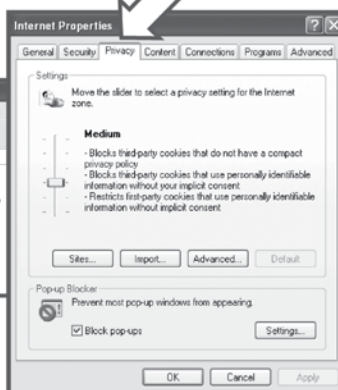 Internet Properties
General Security Privacy Content Connections Programs Advanced
Settings
Move the slider to select a privacy setting for the Internet
zone.
Medium
- Blocks third-party cookies that do not have a compact
privacy policy
- Blocks third-party cookies that use personally identifiable
information without your implicit consent
- Restricts first-party cookies that use personally identifiable
information without implicit consent
Sites... Import... Advanced... Default
Pop-up Blocker
Prevent most pop-up windows from appearing.
Block pop-ups Settings...
OK Cancel Apply